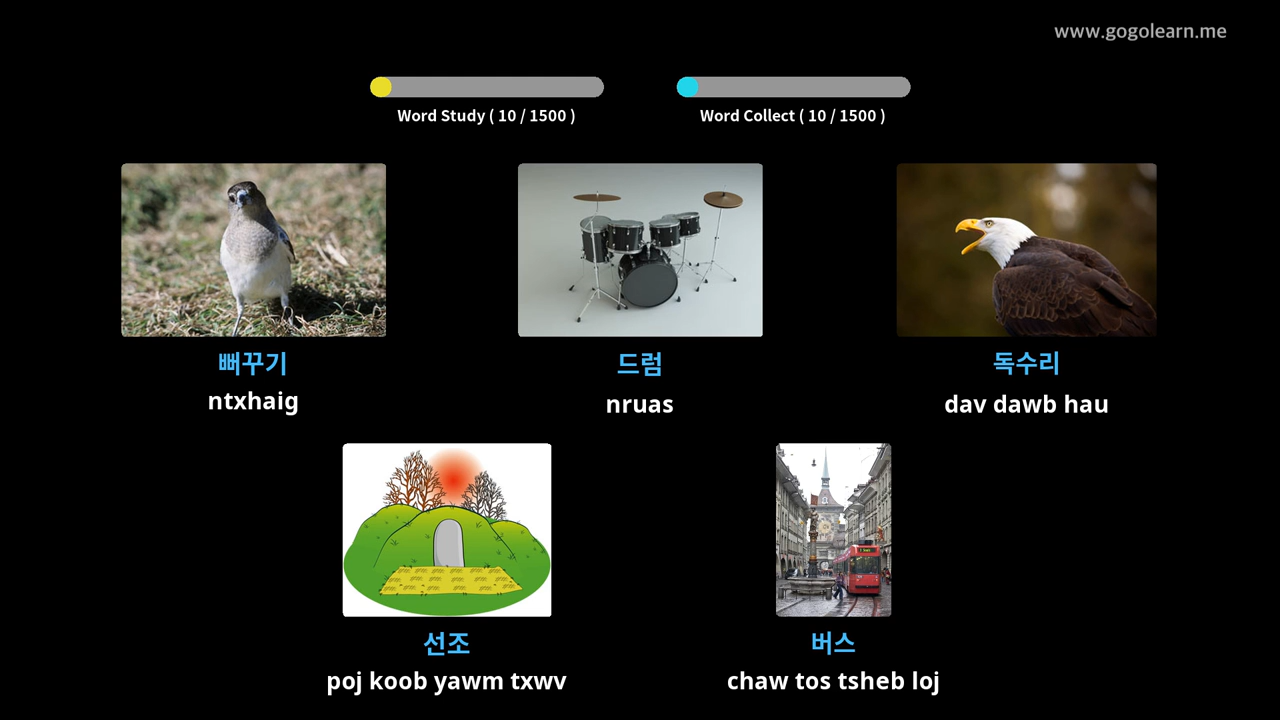 www.gogolearn.me
Word Study ( 10 / 1500 )
Word Collect ( 10 / 1500 )
뻐꾸기
ntxhaig
드럼
nruas
독수리
dav dawb hau
선조
poj koob yawm txwv
버스
chaw tos tsheb loj